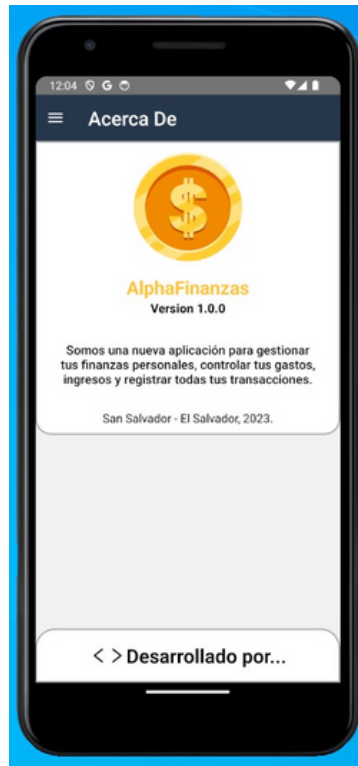 12:04 G
Acerca De
$
AlphaFinanzas
Version 1.0.0
Somos una nueva aplicación para gestionar
tus finanzas personales, controlar tus gastos,
ingresos y registrar todas tus transacciones.
San Salvador - El Salvador, 2023.
< > Desarrollado por...